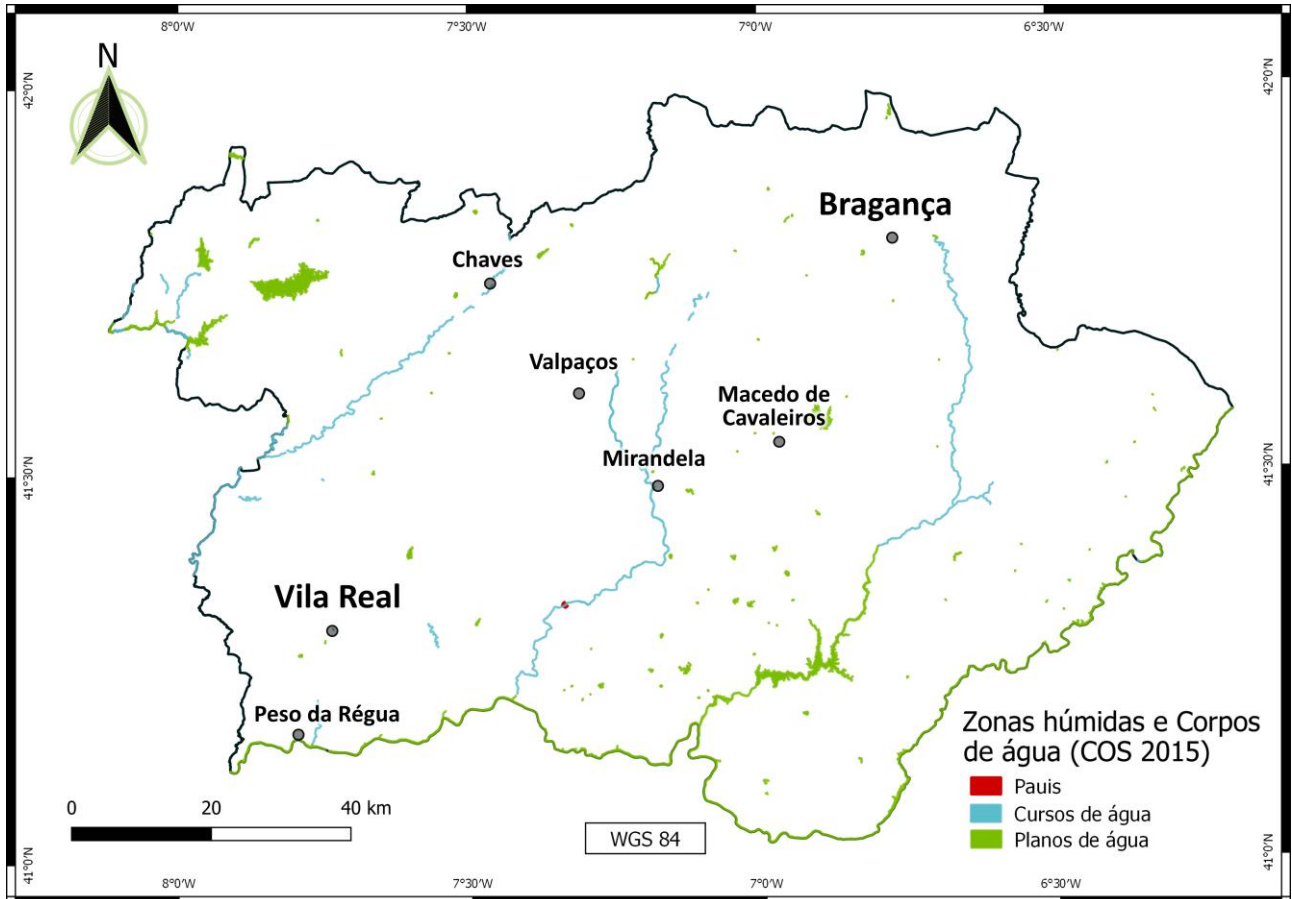 8°0'W 7°30'W 7°0'W 6°30'W
N
42°0'N 42°0'N
Bragança
Chaves
Valpaços
Macedo de
Cavaleiros
Mirandela
41°30'N 41°30'N
Vila Real
Peso da Régua
Zonas húmidas e Corpos
de água (COS 2015)
Pauis
Cursos de água
Planos de água
0 20 40 km
WGS 84
41°0'N 41°0'N
8°0'W 7°30'W 7°0'W 6°30'W